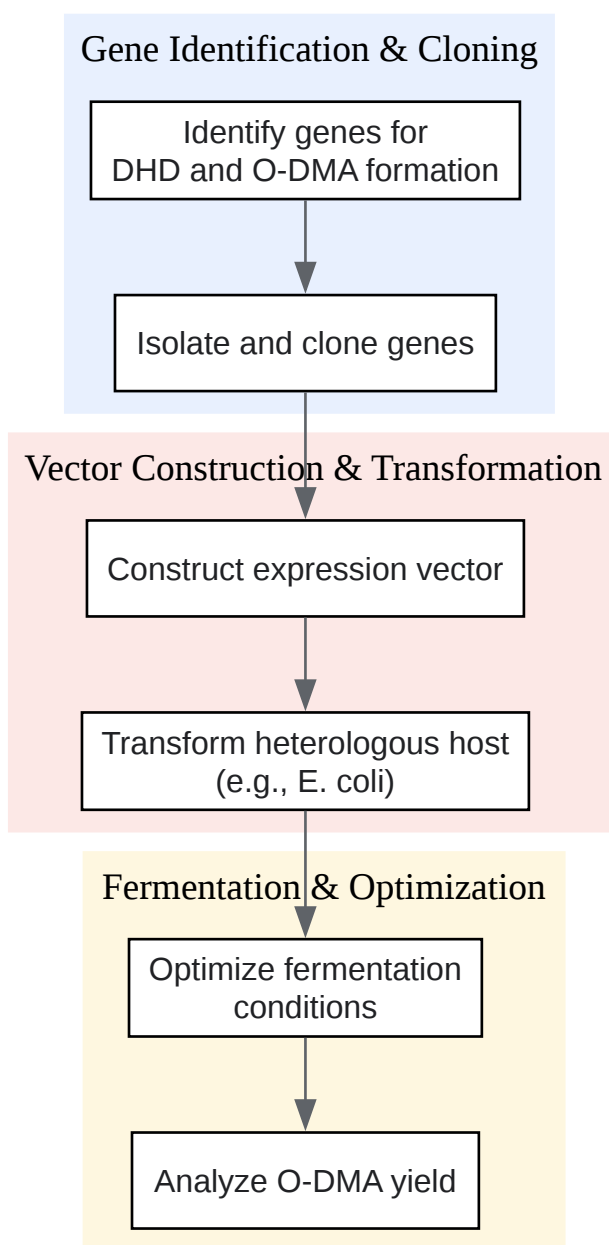 Gene Identification & Cloning
Identify genes for
DHD and O-DMA formation
Isolate and clone genes
Vector Construction & Transformation
Construct expression vector
Transform heterologous host
(e.g., E. coli)
Fermentation & Optimization
Optimize fermentation
conditions
Analyze O-DMA yield